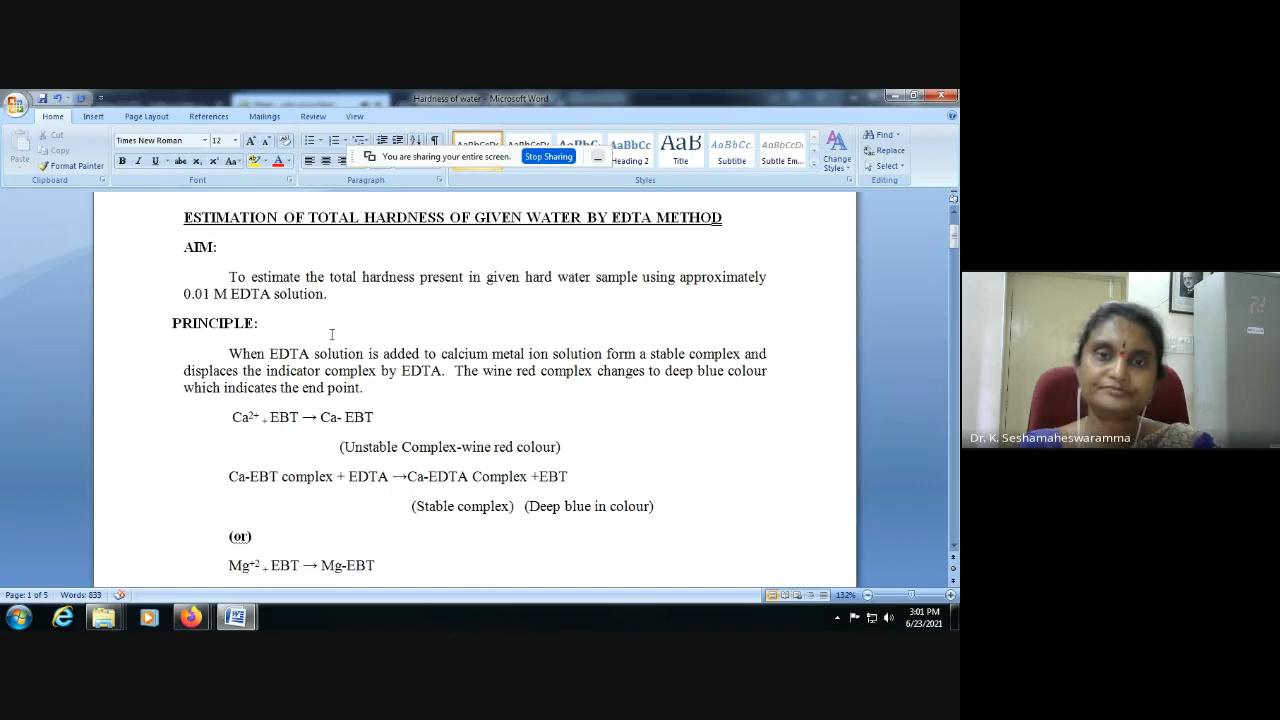 Hardness of water - Microsoft Word
Home Insert Page Layout References Mailings Review View
Paste
Cut
Copy
Format Painter
Clipboard
Times New Roman 12
Font
Paragraph
You are sharing your entire screen. Stop Sharing
Heading 2
Title
Subtitle
Subtle Em...
Change Styles
Styles
Find
Replace
Select
Editing
ESTIMATION OF TOTAL HARDNESS OF GIVEN WATER BY EDTA METHOD
AIM:
To estimate the total hardness present in given hard water sample using approximately
0.01 M EDTA solution.
PRINCIPLE:
When EDTA solution is added to calcium metal ion solution form a stable complex and
displaces the indicator complex by EDTA. The wine red complex changes to deep blue colour
which indicates the end point.
Ca²⁺ + EBT → Ca- EBT
(Unstable Complex-wine red colour)
Ca-EBT complex + EDTA →Ca-EDTA Complex +EBT
(Stable complex) (Deep blue in colour)
(or)
Mg⁺² + EBT → Mg-EBT
Page: 1 of 5 Words: 833 132%
3:01 PM
6/23/2021
Dr. K. Seshamaheswaramma